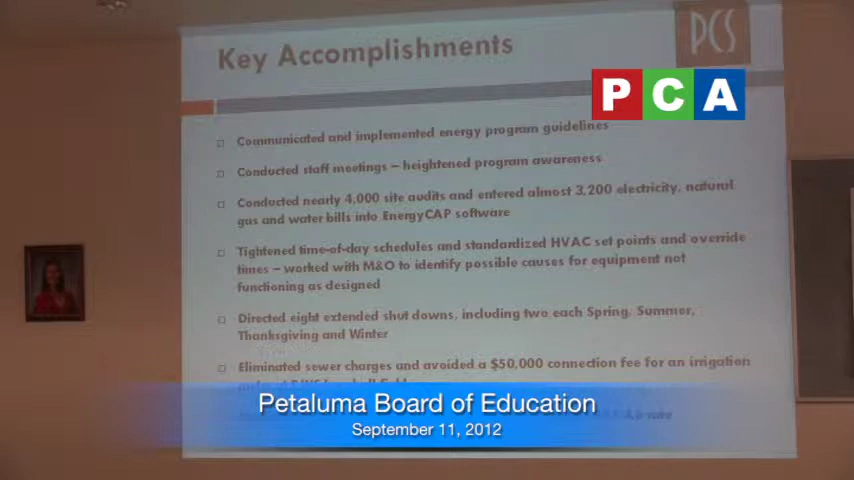 Key Accomplishments
PCS
PCA
Communicated and implemented energy program guidelines
Conducted staff meetings – heightened program awareness
Conducted nearly 4,000 site audits and entered almost 3,200 electricity, natural
gas and water bills into EnergyCAP software
Tightened time-of-day schedules and standardized HVAC set points and override
times – worked with M&O to identify possible causes for equipment not
functioning as designed
Directed eight extended shut downs, including two each Spring, Summer,
Thanksgiving and Winter
Eliminated sewer charges and avoided a $50,000 connection fee for an irrigation
Petaluma Board of Education
September 11, 2012